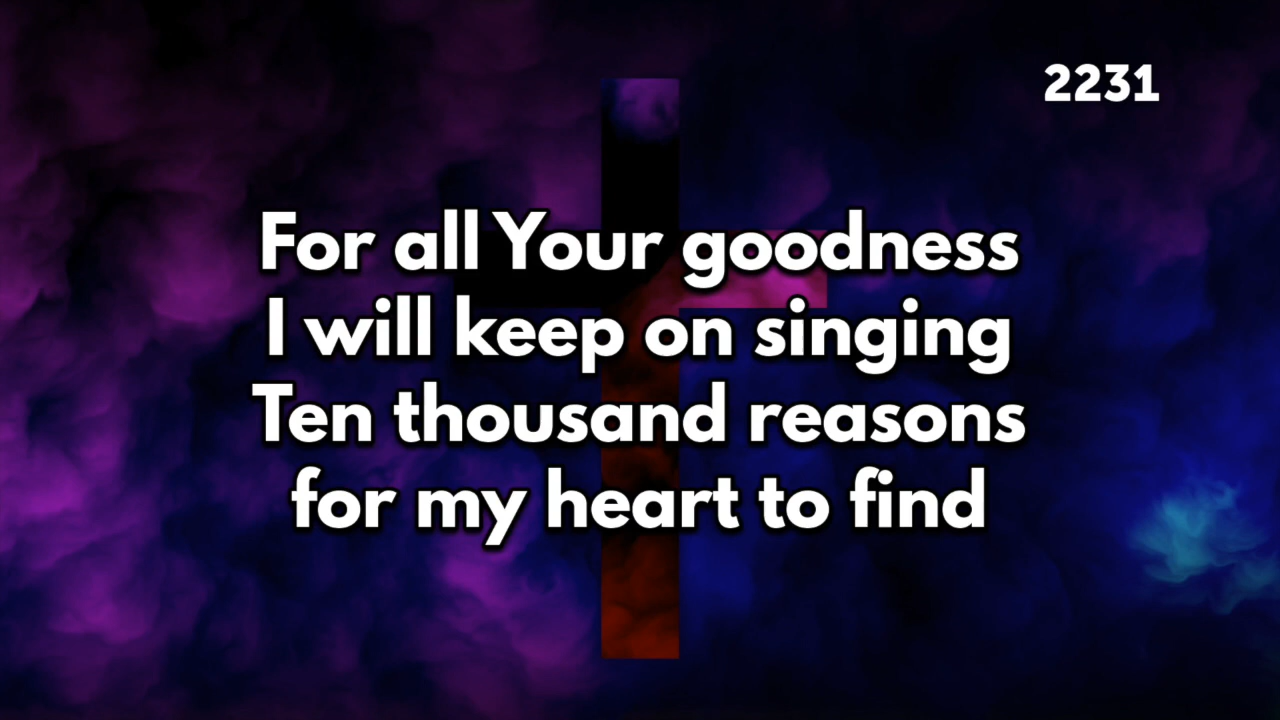 2231
For all Your goodness
I will keep on singing
Ten thousand reasons
for my heart to find